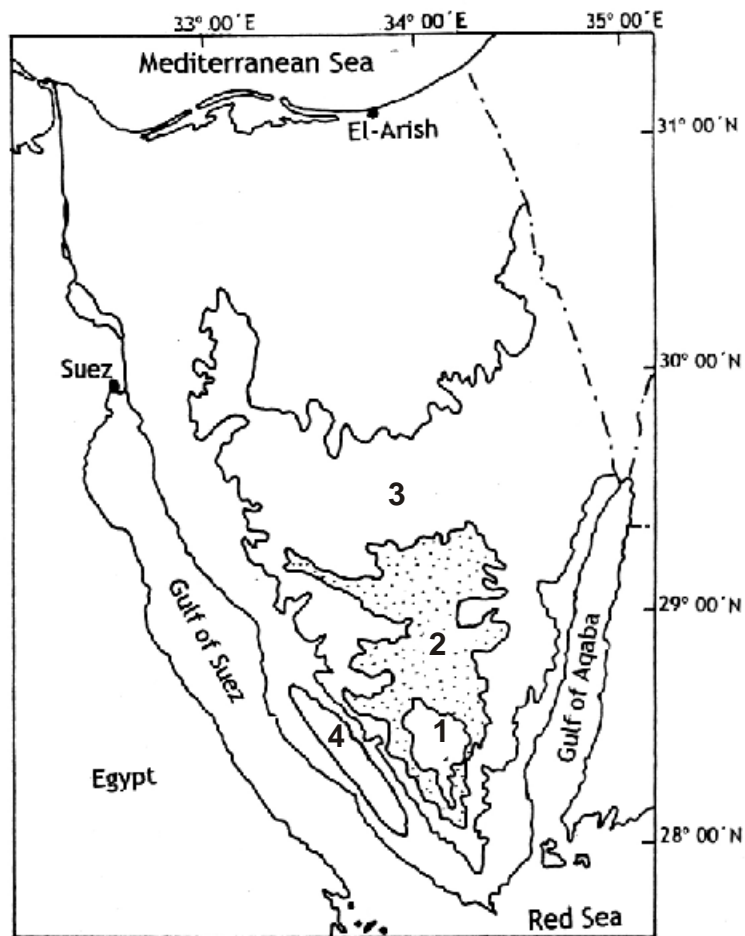 33° 00´E
34° 00´E
35° 00´E
Mediterranean Sea
El-Arish
31° 00´N
30° 00´N
Suez
3
29° 00´N
Gulf of Suez
2
Gulf of Aqaba
1
4
Egypt
28° 00´N
Red Sea